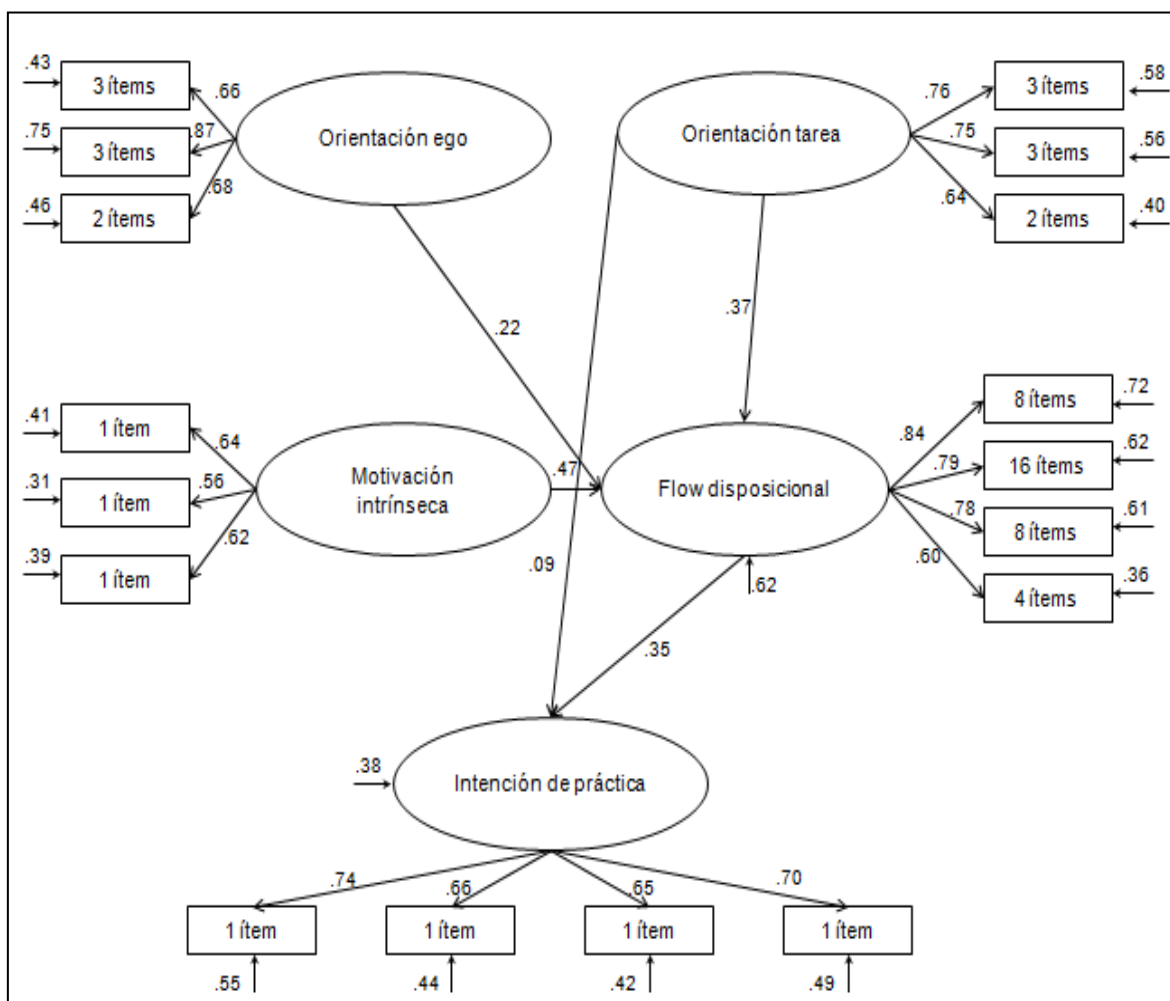 .43
3 ítems
.66
.75
3 ítems
.87
.46
2 ítems
.68
Orientación ego
Orientación tarea
.76
3 ítems
.58
.75
3 ítems
.56
.64
2 ítems
.40
.22
.37
.41
1 ítem
.64
.31
1 ítem
.56
.39
1 ítem
.62
Motivación
intrínseca
.47
Flow disposicional
.84
8 ítems
.72
.79
16 ítems
.62
.78
8 ítems
.61
.60
4 ítems
.36
.09
.62
.35
.38
Intención de práctica
.74
.66
.65
.70
1 ítem
1 ítem
1 ítem
1 ítem
.55
.44
.42
.49